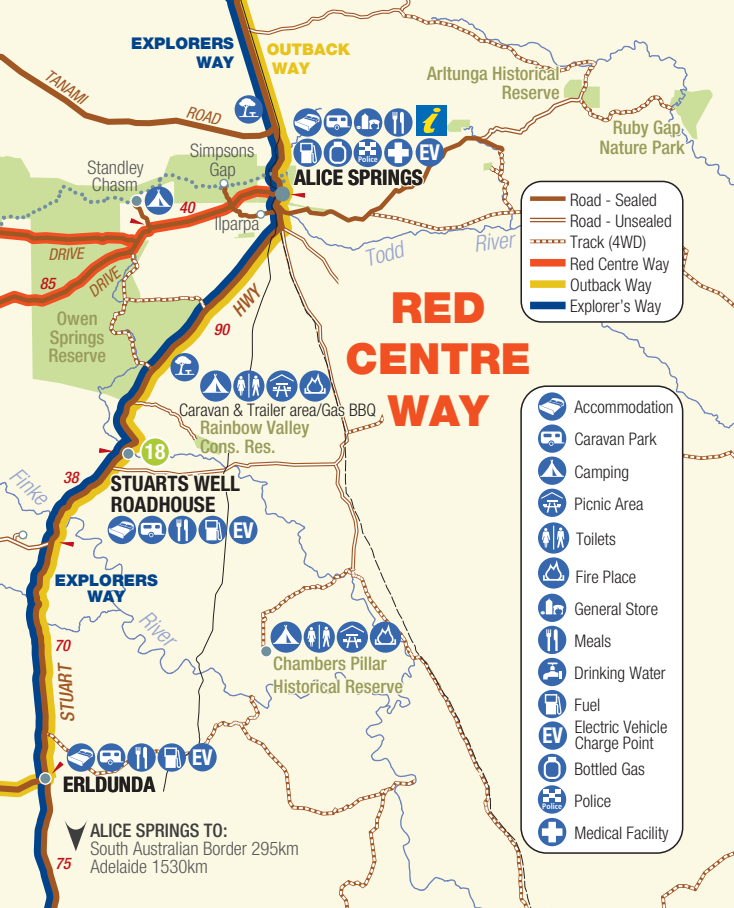 EXPLORERS
WAY
OUTBACK
WAY
TANAMI
ROAD
Arltunga Historical
Reserve
Ruby Gap
Nature Park
i
Police
EV
Simpsons
Gap
Standley
Chasm
ALICE SPRINGS
40
Ilparpa
Todd
River
DRIVE
85
DRIVE
HWY
90
Owen
Springs
Reserve
Road - Sealed
Road - Unsealed
Track (4WD)
Red Centre Way
Outback Way
Explorer's Way
RED
CENTRE
WAY
Caravan & Trailer area/Gas BBQ
Rainbow Valley
Cons. Res.
18
38
STUARTS WELL
ROADHOUSE
EV
Finke
EXPLORERS
WAY
River
70
STUART
Chambers Pillar
Historical Reserve
EV
ERLDUNDA
ALICE SPRINGS TO:
South Australian Border 295km
Adelaide 1530km
75
Accommodation
Caravan Park
Camping
Picnic Area
Toilets
Fire Place
General Store
Meals
Drinking Water
Fuel
EV
Electric Vehicle
Charge Point
Bottled Gas
Police
Police
Medical Facility